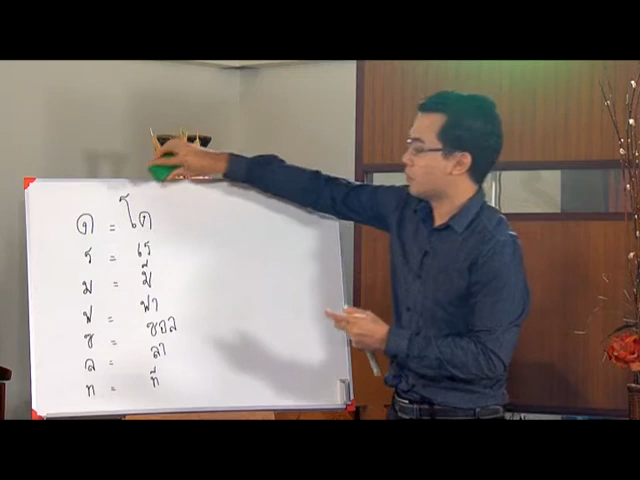 ด = โด
ร = เร
ม = มี
ฟ = ฟา
ซ = ซอล
ล = ลา
ท = ที